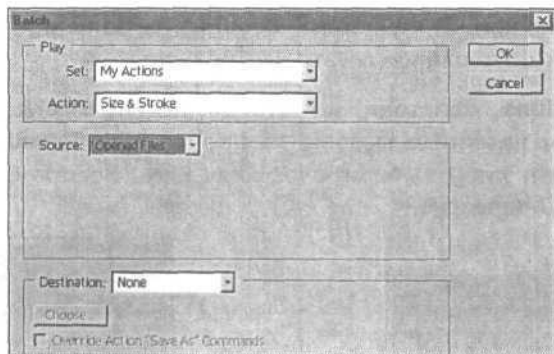 Batch
Play
Set: My Actions
Action: Size & Stroke
OK
Cancel
Source: Opened Files
Destination: None
Choose...
Override Action "Save As" Commands